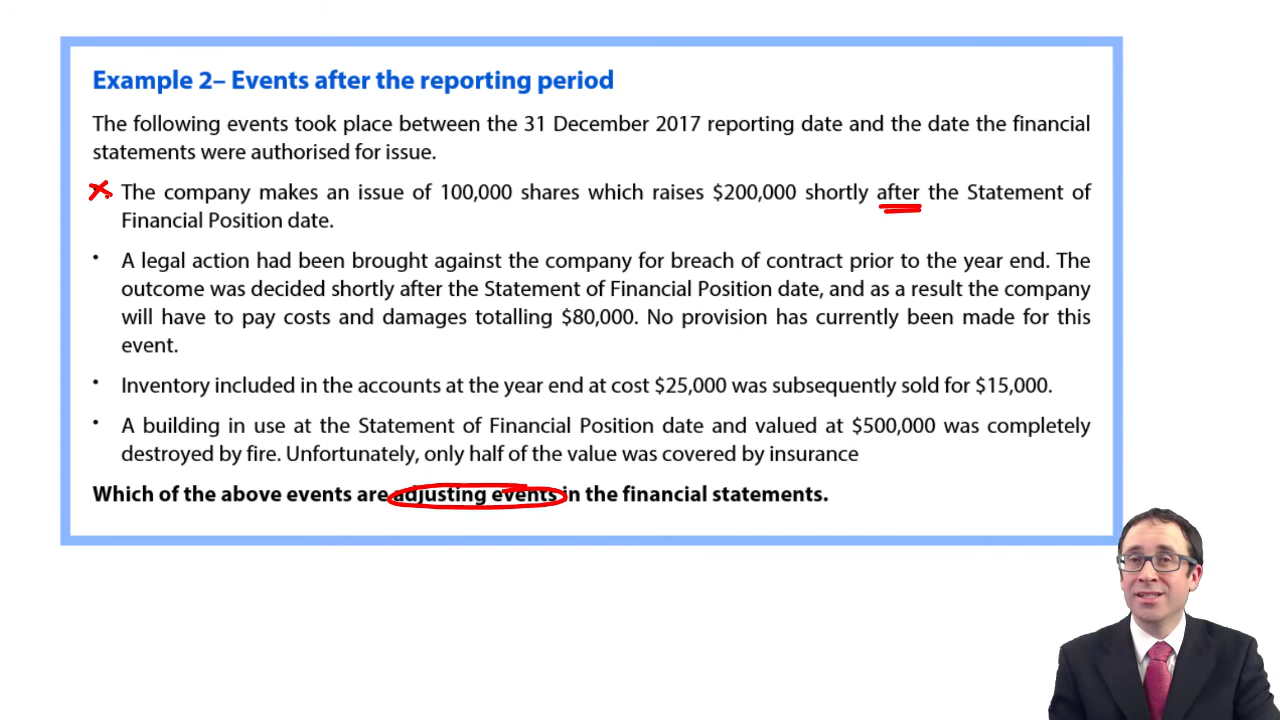 Example 2– Events after the reporting period
The following events took place between the 31 December 2017 reporting date and the date the financial
statements were authorised for issue.
The company makes an issue of 100,000 shares which raises $200,000 shortly after the Statement of
Financial Position date.
• A legal action had been brought against the company for breach of contract prior to the year end. The
outcome was decided shortly after the Statement of Financial Position date, and as a result the company
will have to pay costs and damages totalling $80,000. No provision has currently been made for this
event.
• Inventory included in the accounts at the year end at cost $25,000 was subsequently sold for $15,000.
• A building in use at the Statement of Financial Position date and valued at $500,000 was completely
destroyed by fire. Unfortunately, only half of the value was covered by insurance
Which of the above events are adjusting events in the financial statements.